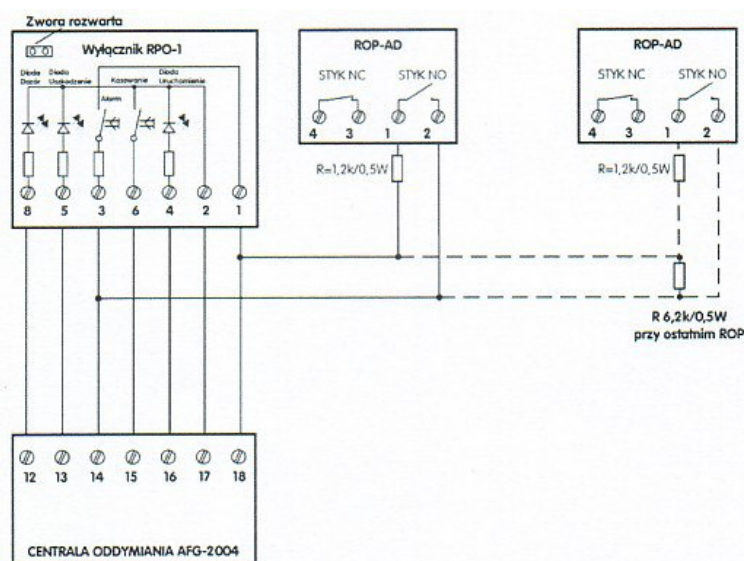 Zwora rozwarta
Wyłącznik RPO-1
Dioda Dozór
Dioda Uszkodzenie
Kasowanie
Dioda Uruchomienie
Alarm
8 5 3 6 4 2 1
ROP-AD
STYK NC STYK NO
4 3 1 2
R=1,2k/0,5W
ROP-AD
STYK NC STYK NO
4 3 1 2
R=1,2k/0,5W
R 6,2k/0,5W
przy ostatnim ROP
12 13 14 15 16 17 18
CENTRALA ODDYMIANIA AFG-2004